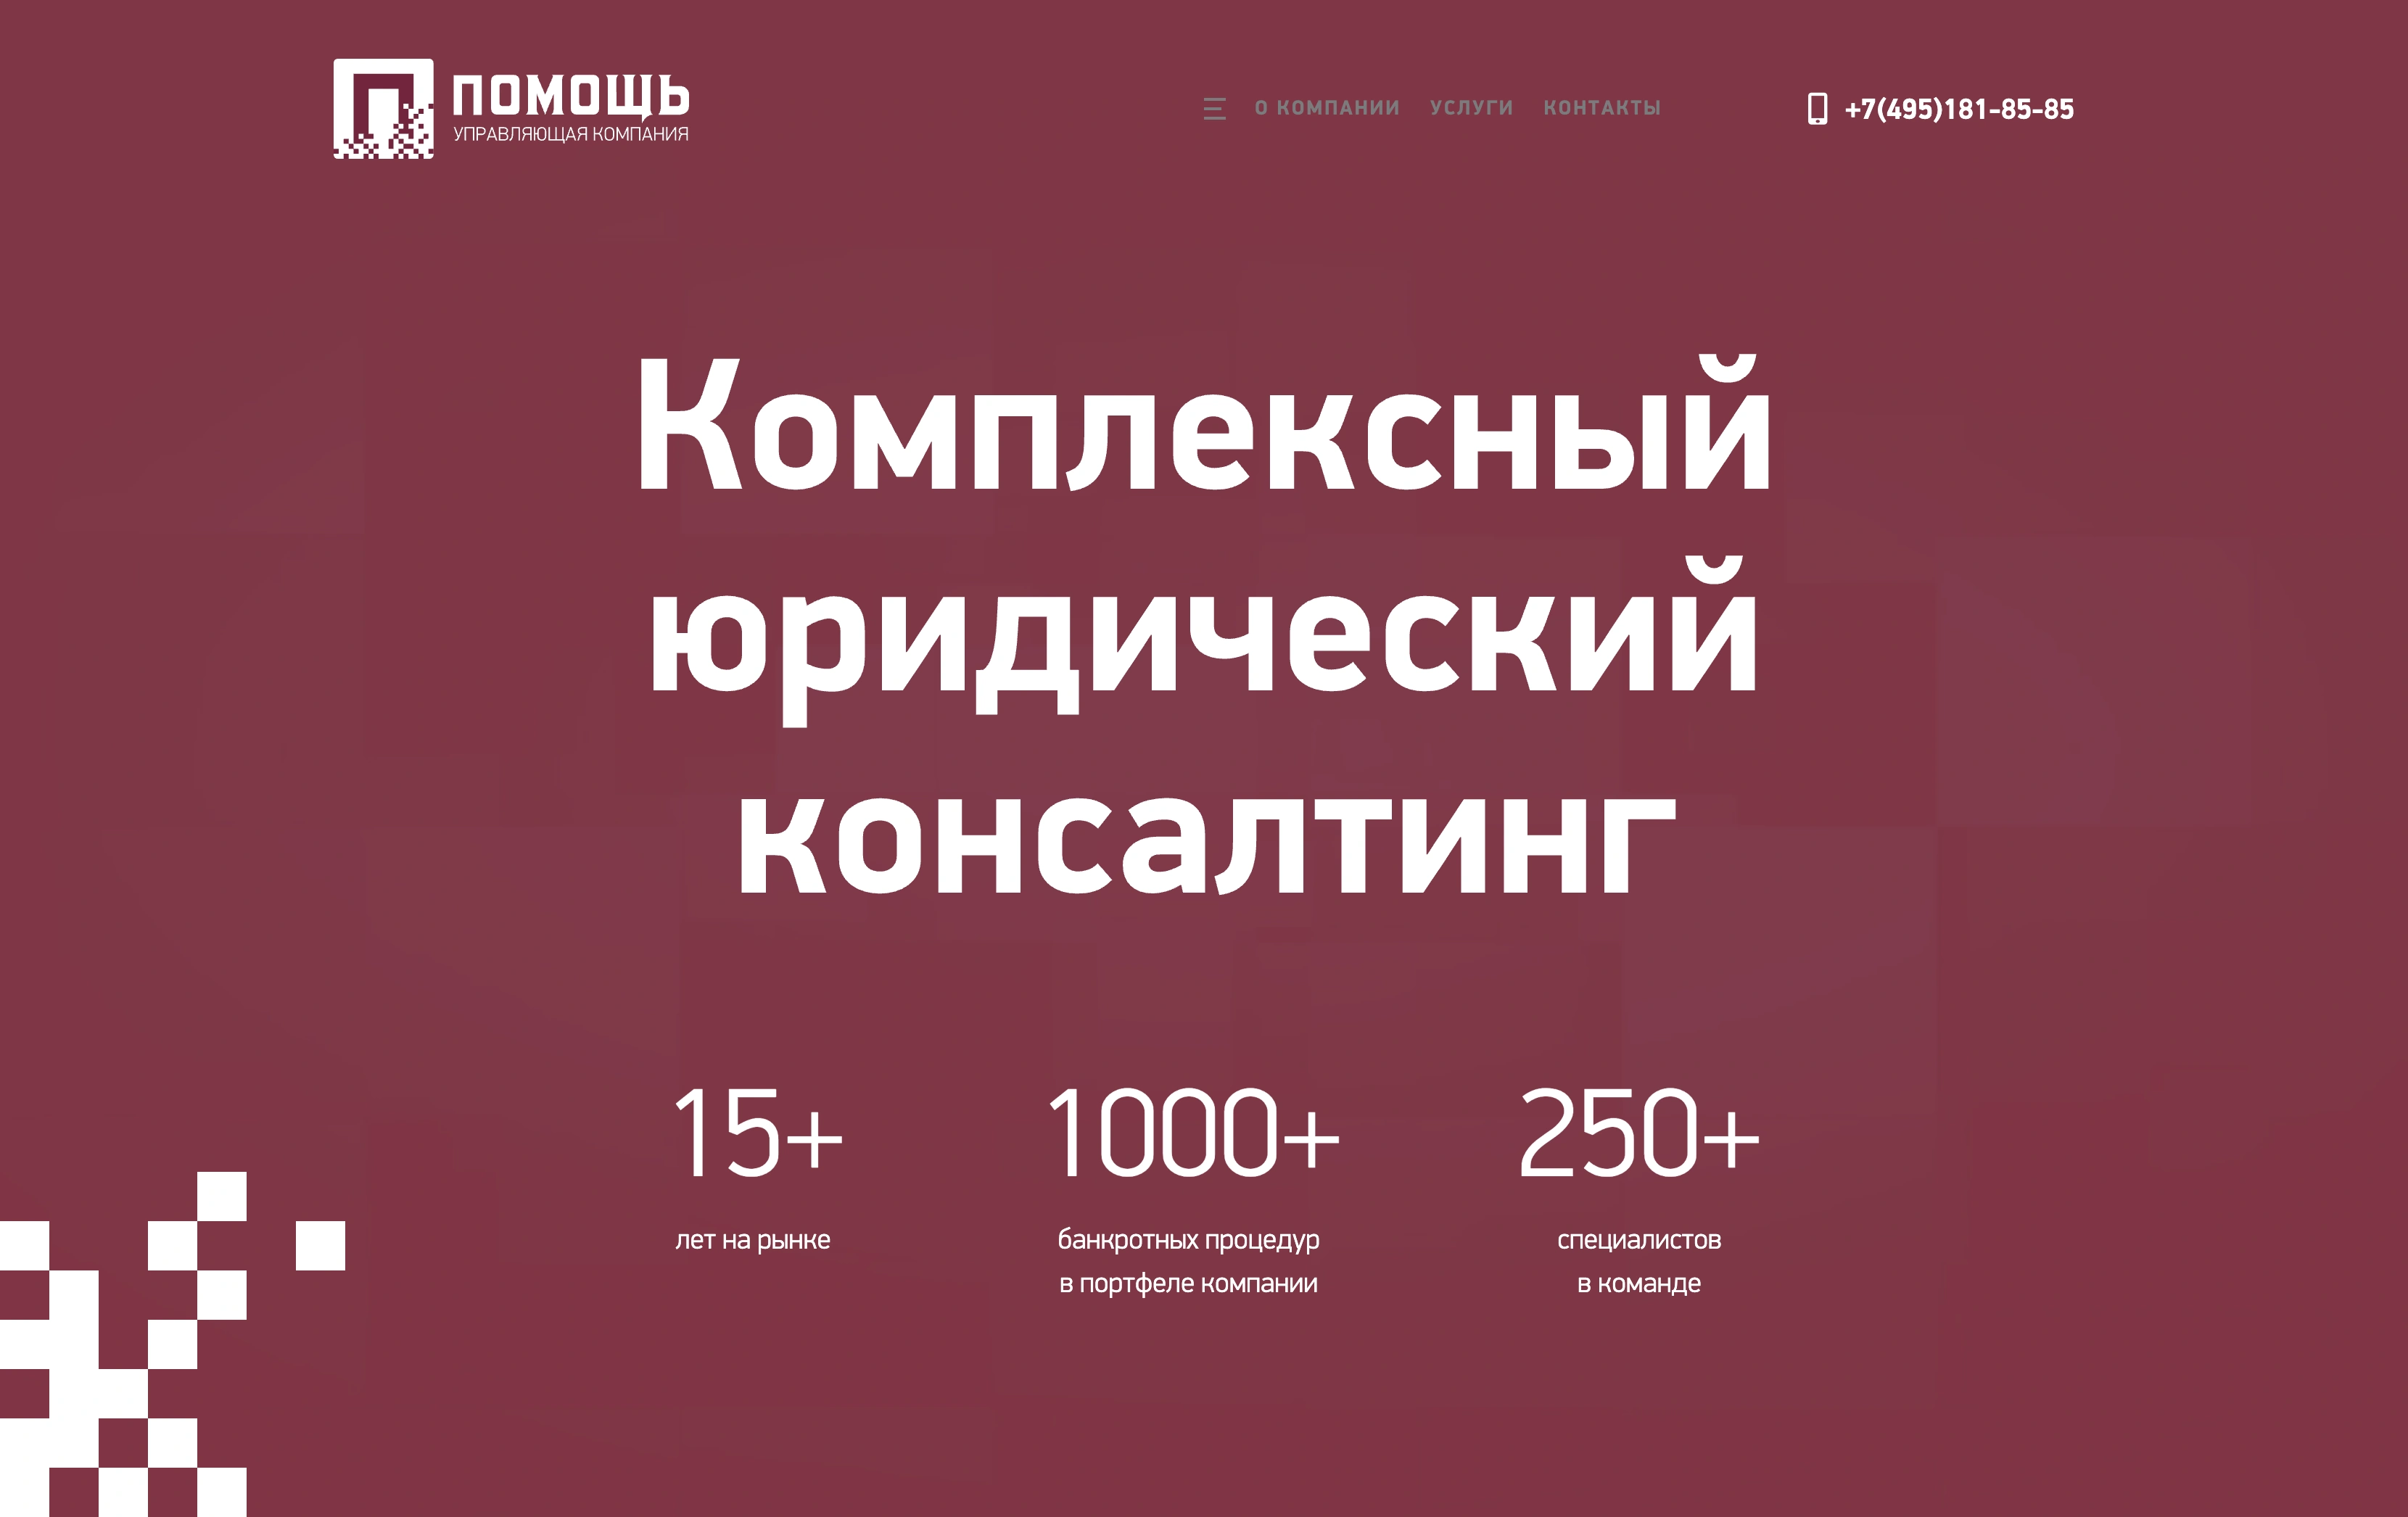 ПОМОЩЬ
УПРАВЛЯЮЩАЯ КОМПАНИЯ
О КОМПАНИИ УСЛУГИ КОНТАКТЫ
+7(495)181-85-85
Комплексный
юридический
консалтинг
15+ 1000+ 250+
лет на рынке банкротных процедур специалистов
в портфеле компании в команде